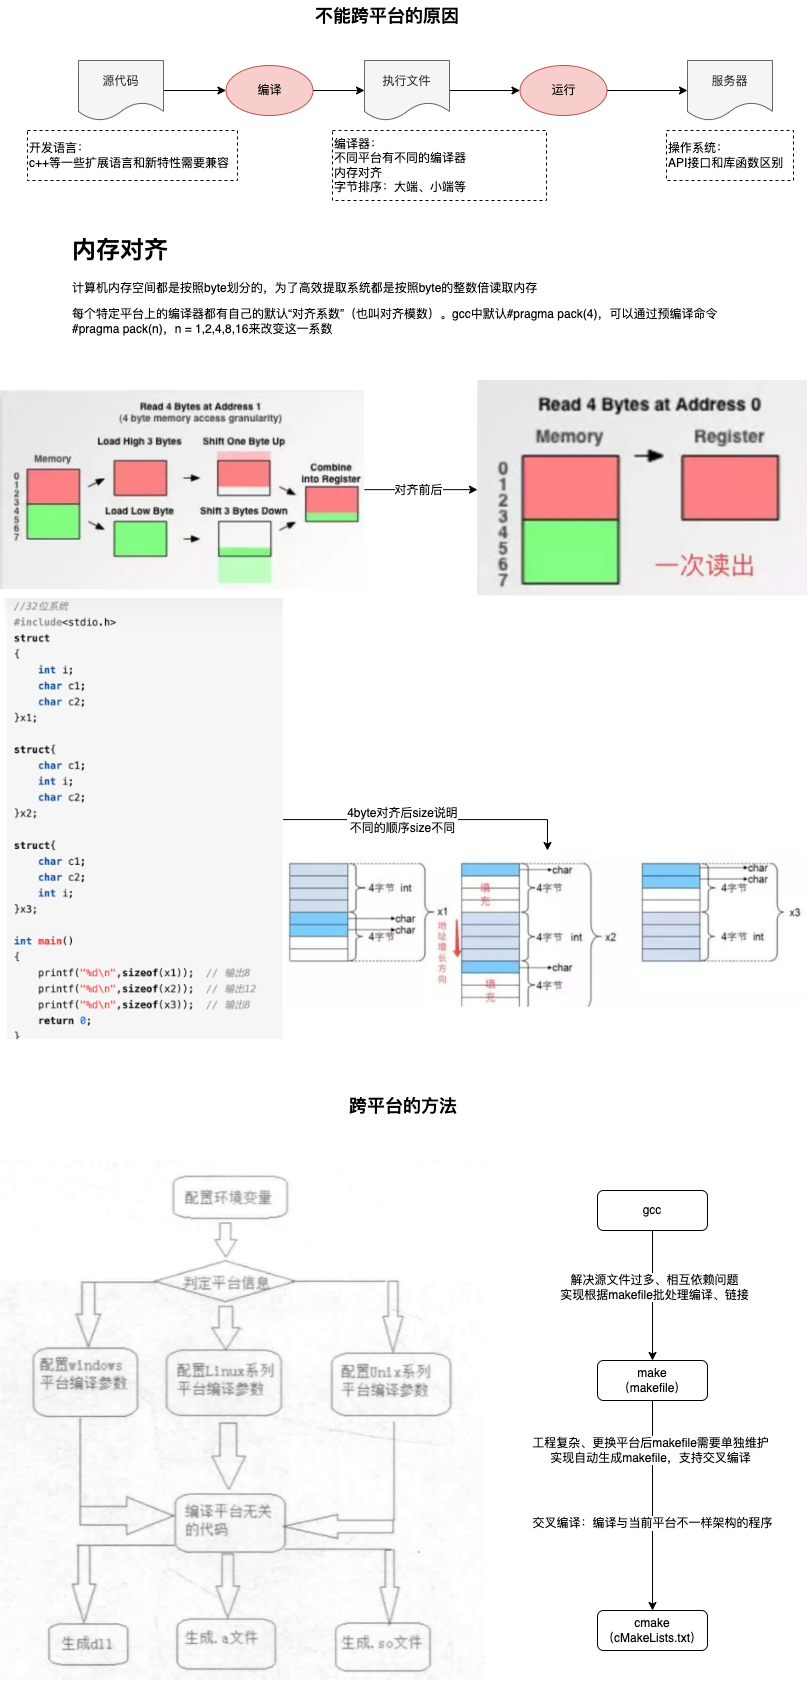 不能跨平台的原因
源代码
编译
执行文件
运行
服务器
开发语言：
c++等一些扩展语言和新特性需要兼容
编译器：
不同平台有不同的编译器
内存对齐
字节排序：大端、小端等
操作系统：
API接口和库函数区别
内存对齐
计算机内存空间都是按照byte划分的，为了高效提取系统都是按照byte的整数倍读取内存
每个特定平台上的编译器都有自己的默认“对齐系数”（也叫对齐模数）。gcc中默认#pragma pack(4)，可以通过预编译命令
#pragma pack(n)，n = 1,2,4,8,16来改变这一系数
Read 4 Bytes at Address 1
(4 byte memory access granularity)
Load High 3 Bytes
Shift One Byte Up
Memory
0
1
2
3
4
5
6
7
Combine
into Register
Load Low Byte
Shift 3 Bytes Down
对齐前后
Read 4 Bytes at Address 0
Memory
Register
0
1
2
3
4
5
6
7
一次读出
//32位系统
#include<stdio.h>
struct
{
int i;
char c1;
char c2;
}x1;
struct{
char c1;
int i;
char c2;
}x2;
struct{
char c1;
char c2;
int i;
}x3;
int main()
{
printf("%d\n",sizeof(x1)); // 输出8
printf("%d\n",sizeof(x2)); // 输出12
printf("%d\n",sizeof(x3)); // 输出8
return 0;
}
4byte对齐后size说明
不同的顺序size不同
4字节 int
char
char
4字节
x1
地址增长方向
char
填充
4字节
4字节 int
char
填充
4字节
x2
char
char
4字节
4字节 int
x3
跨平台的方法
配置环境变量
判定平台信息
配置windows
平台编译参数
配置Linux系列
平台编译参数
配置Unix系列
平台编译参数
编译平台无关
的代码
生成dll
生成.a文件
生成.so文件
gcc
解决源文件过多、相互依赖问题
实现根据makefile批处理编译、链接
make
（makefile）
工程复杂、更换平台后makefile需要单独维护
实现自动生成makefile，支持交叉编译
交叉编译：编译与当前平台不一样架构的程序
cmake
（cMakeLists.txt）